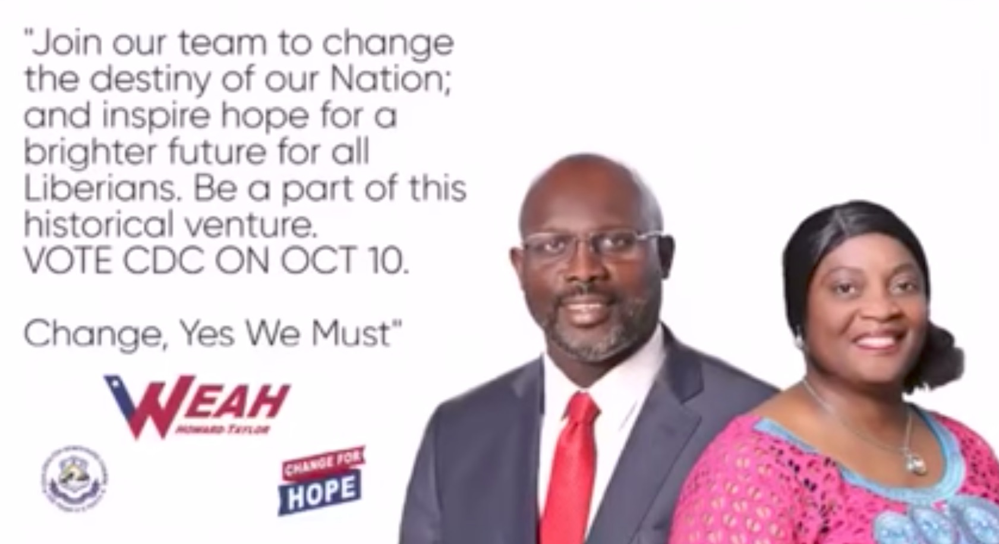 "Join our team to change
the destiny of our Nation;
and inspire hope for a
brighter future for all
Liberians. Be a part of this
historical venture.
VOTE CDC ON OCT 10.
Change, Yes We Must"
WEAH
HOWARD-TAYLOR
CHANGE FOR
HOPE